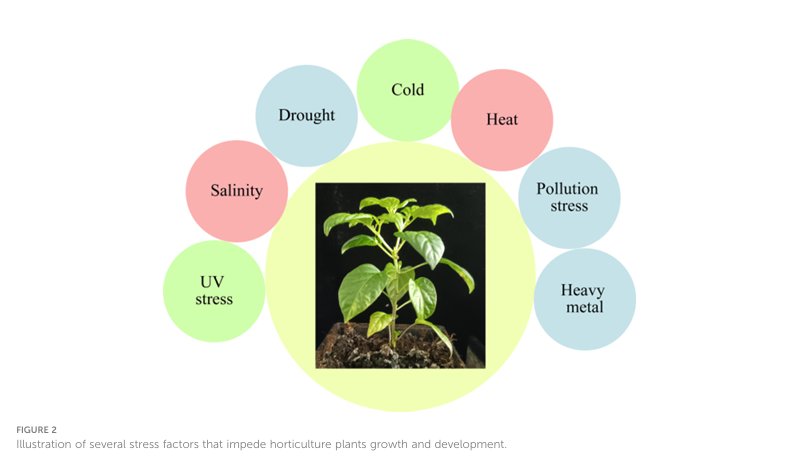 Cold
Drought
Heat
Salinity
Pollution
stress
UV
stress
Heavy
metal
FIGURE 2
Illustration of several stress factors that impede horticulture plants growth and development.